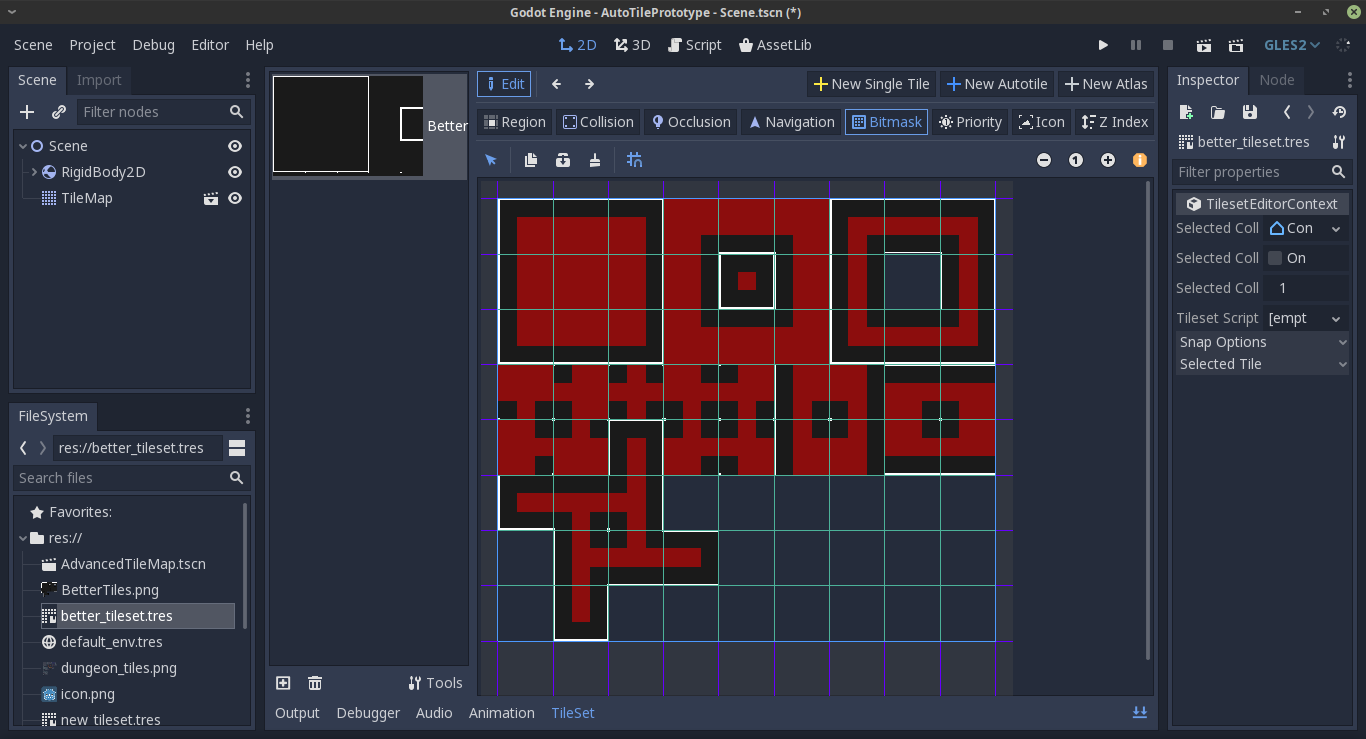 Godot Engine - AutoTilePrototype - Scene.tscn (*)
Scene Project Debug Editor Help 2D 3D Script AssetLib GLES2
Scene Import
Filter nodes
Scene
RigidBody2D
TileMap
FileSystem
res://better_tileset.tres
Search files
Favorites:
res://
AdvancedTileMap.tscn
BetterTiles.png
better_tileset.tres
default_env.tres
dungeon_tiles.png
icon.png
new_tileset.tres
Better
Tools
Edit New Single Tile New Autotile New Atlas
Region Collision Occlusion Navigation Bitmask Priority Icon Z Index
1
Output Debugger Audio Animation TileSet
Inspector Node
better_tileset.tres
Filter properties
TilesetEditorContext
Selected Coll Con
Selected Coll On
Selected Coll 1
Tileset Script [empt
Snap Options
Selected Tile